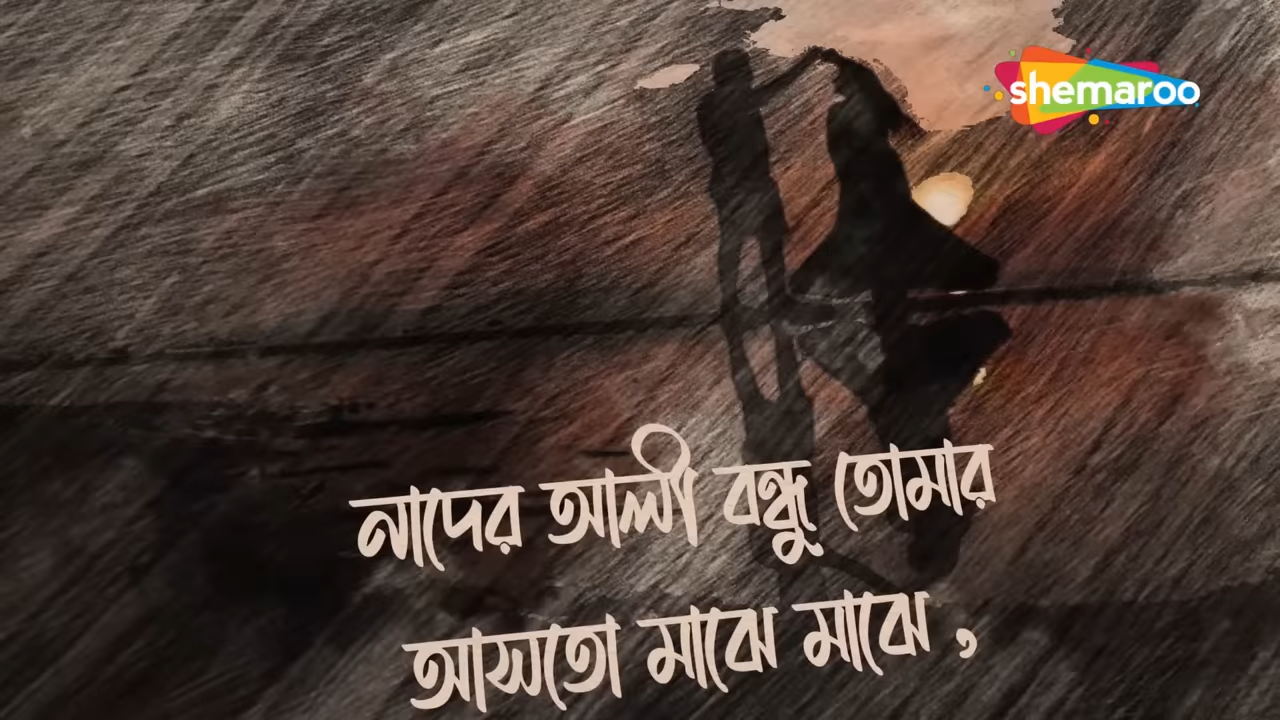 shemaroo
নাদের আলী বন্ধু তোমার
আসতো মাঝে মাঝে ,